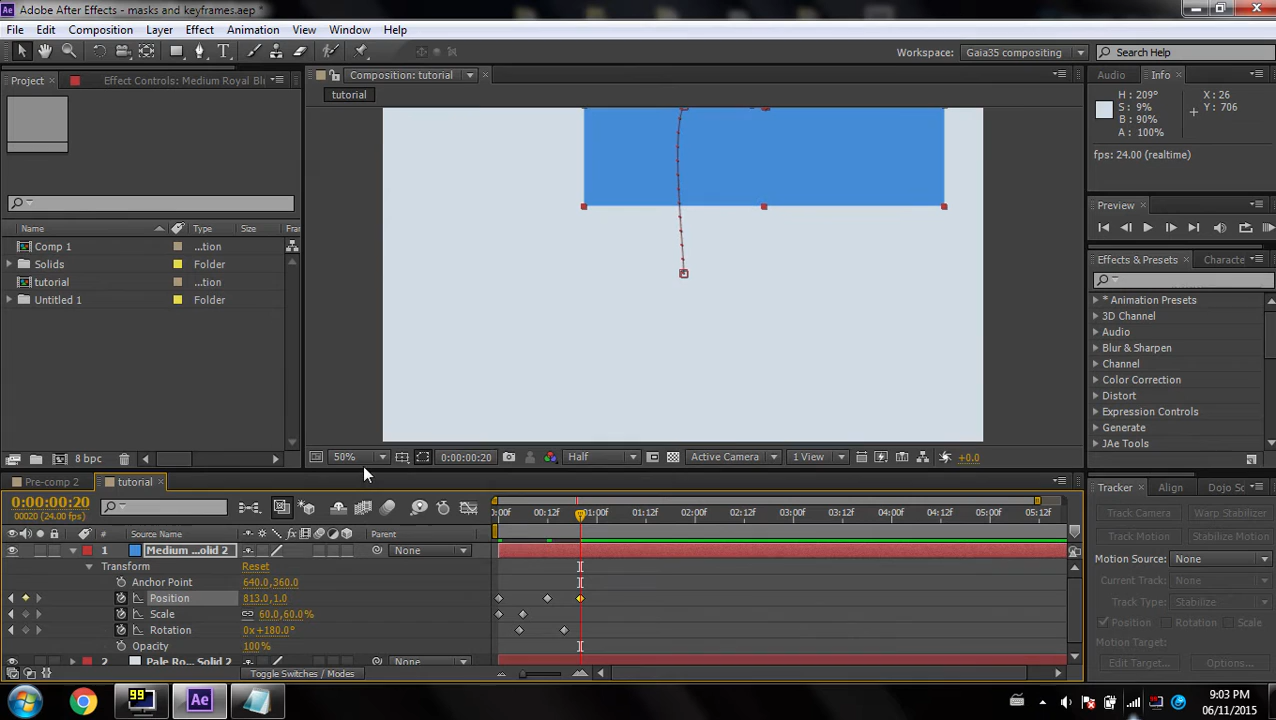 Adobe After Effects - masks and keyframes.aep *
File Edit Composition Layer Effect Animation View Window Help
Workspace: Gaia35 compositing Search Help
Project Effect Controls: Medium Royal Bl
Composition: tutorial
Audio Info
tutorial
H : 209°
S : 9%
B : 90%
A : 100%
X : 26
Y : 706
fps: 24.00 (realtime)
Preview
Name Type Size
Comp 1 ...tion
Solids Folder
tutorial ...tion
Untitled 1 Folder
Effects & Presets Characte
* Animation Presets
3D Channel
Audio
Blur & Sharpen
Channel
Color Correction
Distort
Expression Controls
Generate
JAe Tools
8 bpc
50% 0:00:00:20 Half Active Camera 1 View +0.0
Pre-comp 2 tutorial
0:00:00:20
00020 (24.00 fps)
:00f 00:12f 01:00f 01:12f 02:00f 02:12f 03:00f 03:12f 04:00f 04:12f 05:00f 05:12f
# Source Name Parent
1 Medium ...olid 2 None
Transform Reset
Anchor Point 640.0,360.0
Position 813.0,1.0
Scale 60.0,60.0%
Rotation 0x+180.0°
Opacity 100%
2 Pale Ro...Solid 2 None
Toggle Switches / Modes
Tracker Align Dojo Sc
Track Camera Warp Stabilizer
Track Motion Stabilize Motion
Motion Source: None
Current Track: None
Track Type: Stabilize
Position Rotation Scale
Motion Target:
Edit Target... Options...
99
Ae
9:03 PM
06/11/2015